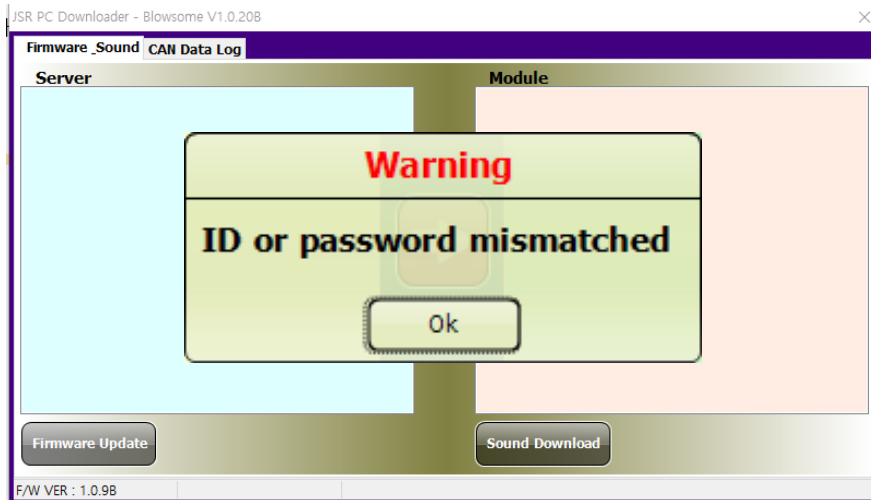 JSR PC Downloader - Blowsome V1.0.20B
Firmware _Sound CAN Data Log
Server Module
Warning
ID or password mismatched
Ok
Firmware Update Sound Download
F/W VER : 1.0.9B